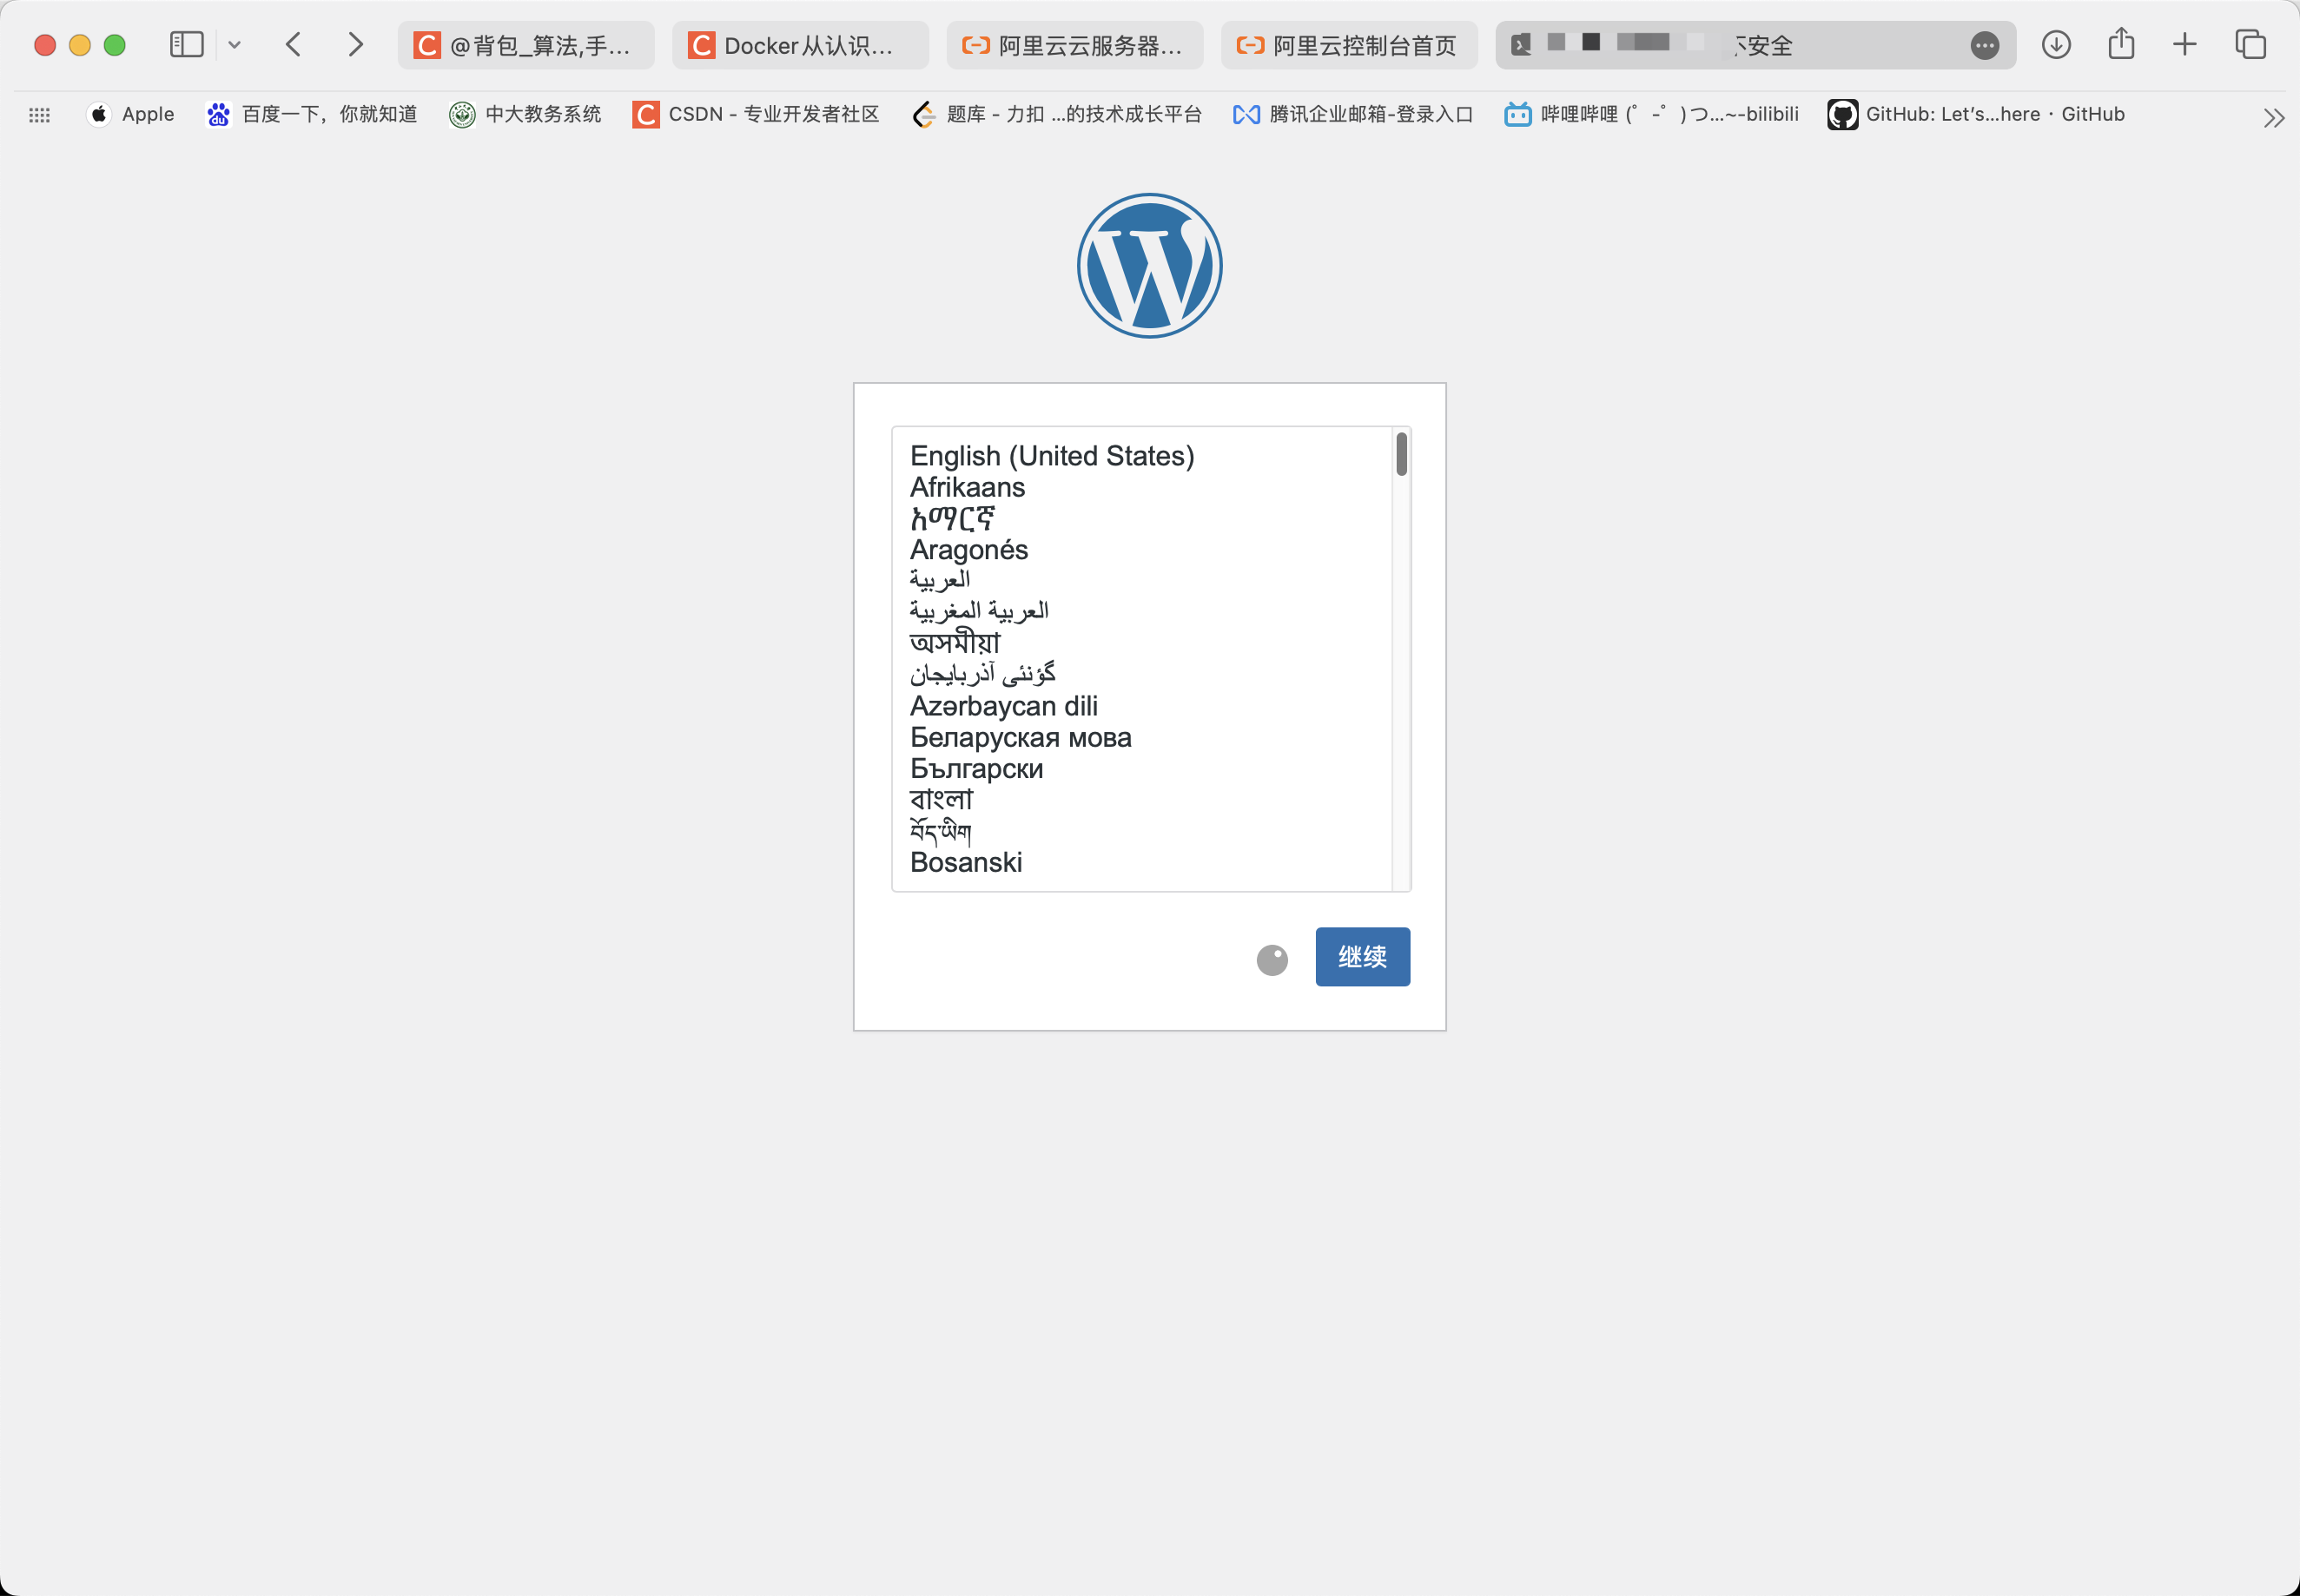 @背包_算法,手...
Docker从认识...
阿里云云服务器...
阿里云控制台首页
不安全
Apple
百度一下，你就知道
中大教务系统
CSDN - 专业开发者社区
题库 - 力扣 ...的技术成长平台
腾讯企业邮箱-登录入口
哔哩哔哩 (゜-゜)つ...~--bilibili
GitHub: Let's...here · GitHub
English (United States)
Afrikaans
አማርኛ
Aragonés
العربية
العربية المغربية
অসমীয়া
گؤنئی آذربایجان
Azərbaycan dili
Беларуская мова
Български
বাংলা
བོད་ཡིག
Bosanski
继续